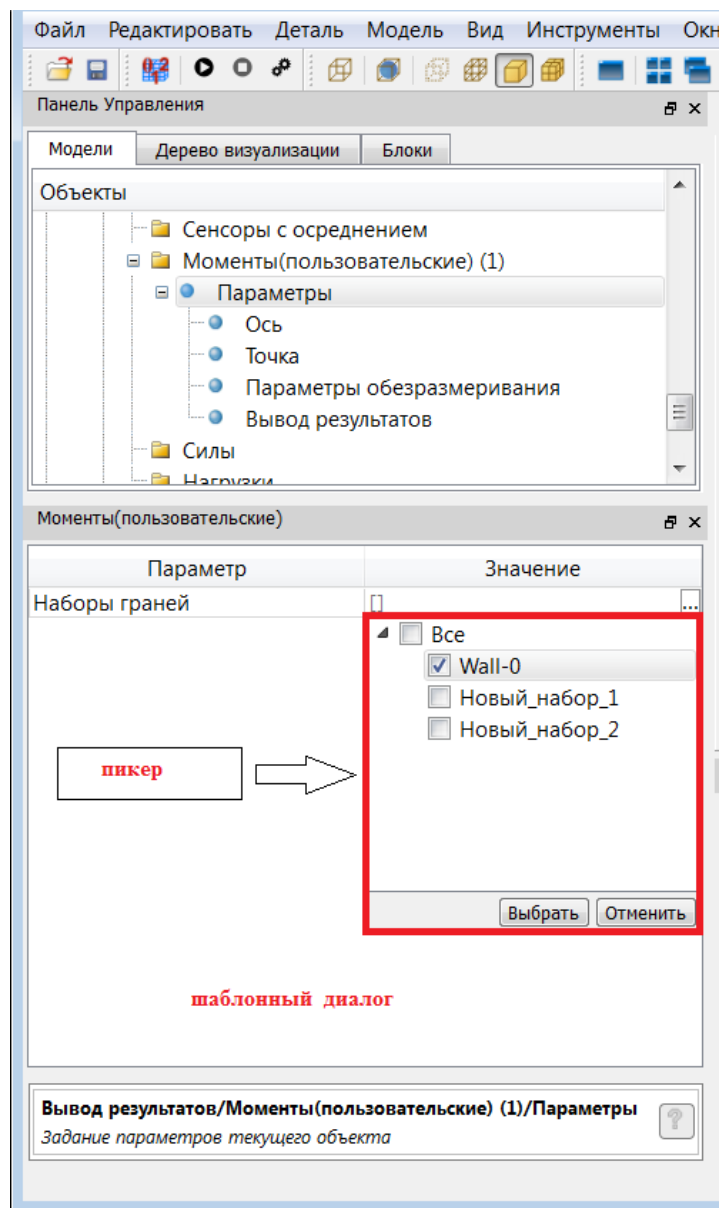 Файл Редактировать Деталь Модель Вид Инструменты Окн
Панель Управления
Модели Дерево визуализации Блоки
Объекты
Сенсоры с осреднением
Моменты(пользовательские) (1)
Параметры
Ось
Точка
Параметры обезразмеривания
Вывод результатов
Силы
Нагрузки
Моменты(пользовательские)
Параметр Значение
Наборы граней [] ...
Все
Wall-0
Новый_набор_1
Новый_набор_2
пикер
Выбрать Отменить
шаблонный диалог
Вывод результатов/Моменты(пользовательские) (1)/Параметры
Задание параметров текущего объекта
?